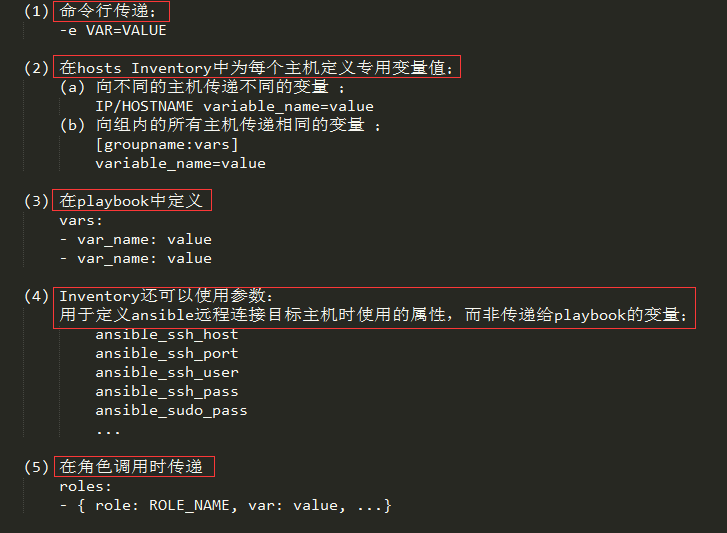 (1) 命令行传递;
-e VAR=VALUE
(2) 在hosts Inventory中为每个主机定义专用变量值;
(a) 向不同的主机传递不同的变量 ;
IP/HOSTNAME variable_name=value
(b) 向组内的所有主机传递相同的变量 ;
[groupname:vars]
variable_name=value
(3) 在playbook中定义
vars:
- var_name: value
- var_name: value
(4) Inventory还可以使用参数:
用于定义ansible远程连接目标主机时使用的属性，而非传递给playbook的变量;
ansible_ssh_host
ansible_ssh_port
ansible_ssh_user
ansible_ssh_pass
ansible_sudo_pass
...
(5) 在角色调用时传递
roles:
- { role: ROLE_NAME, var: value, ...}